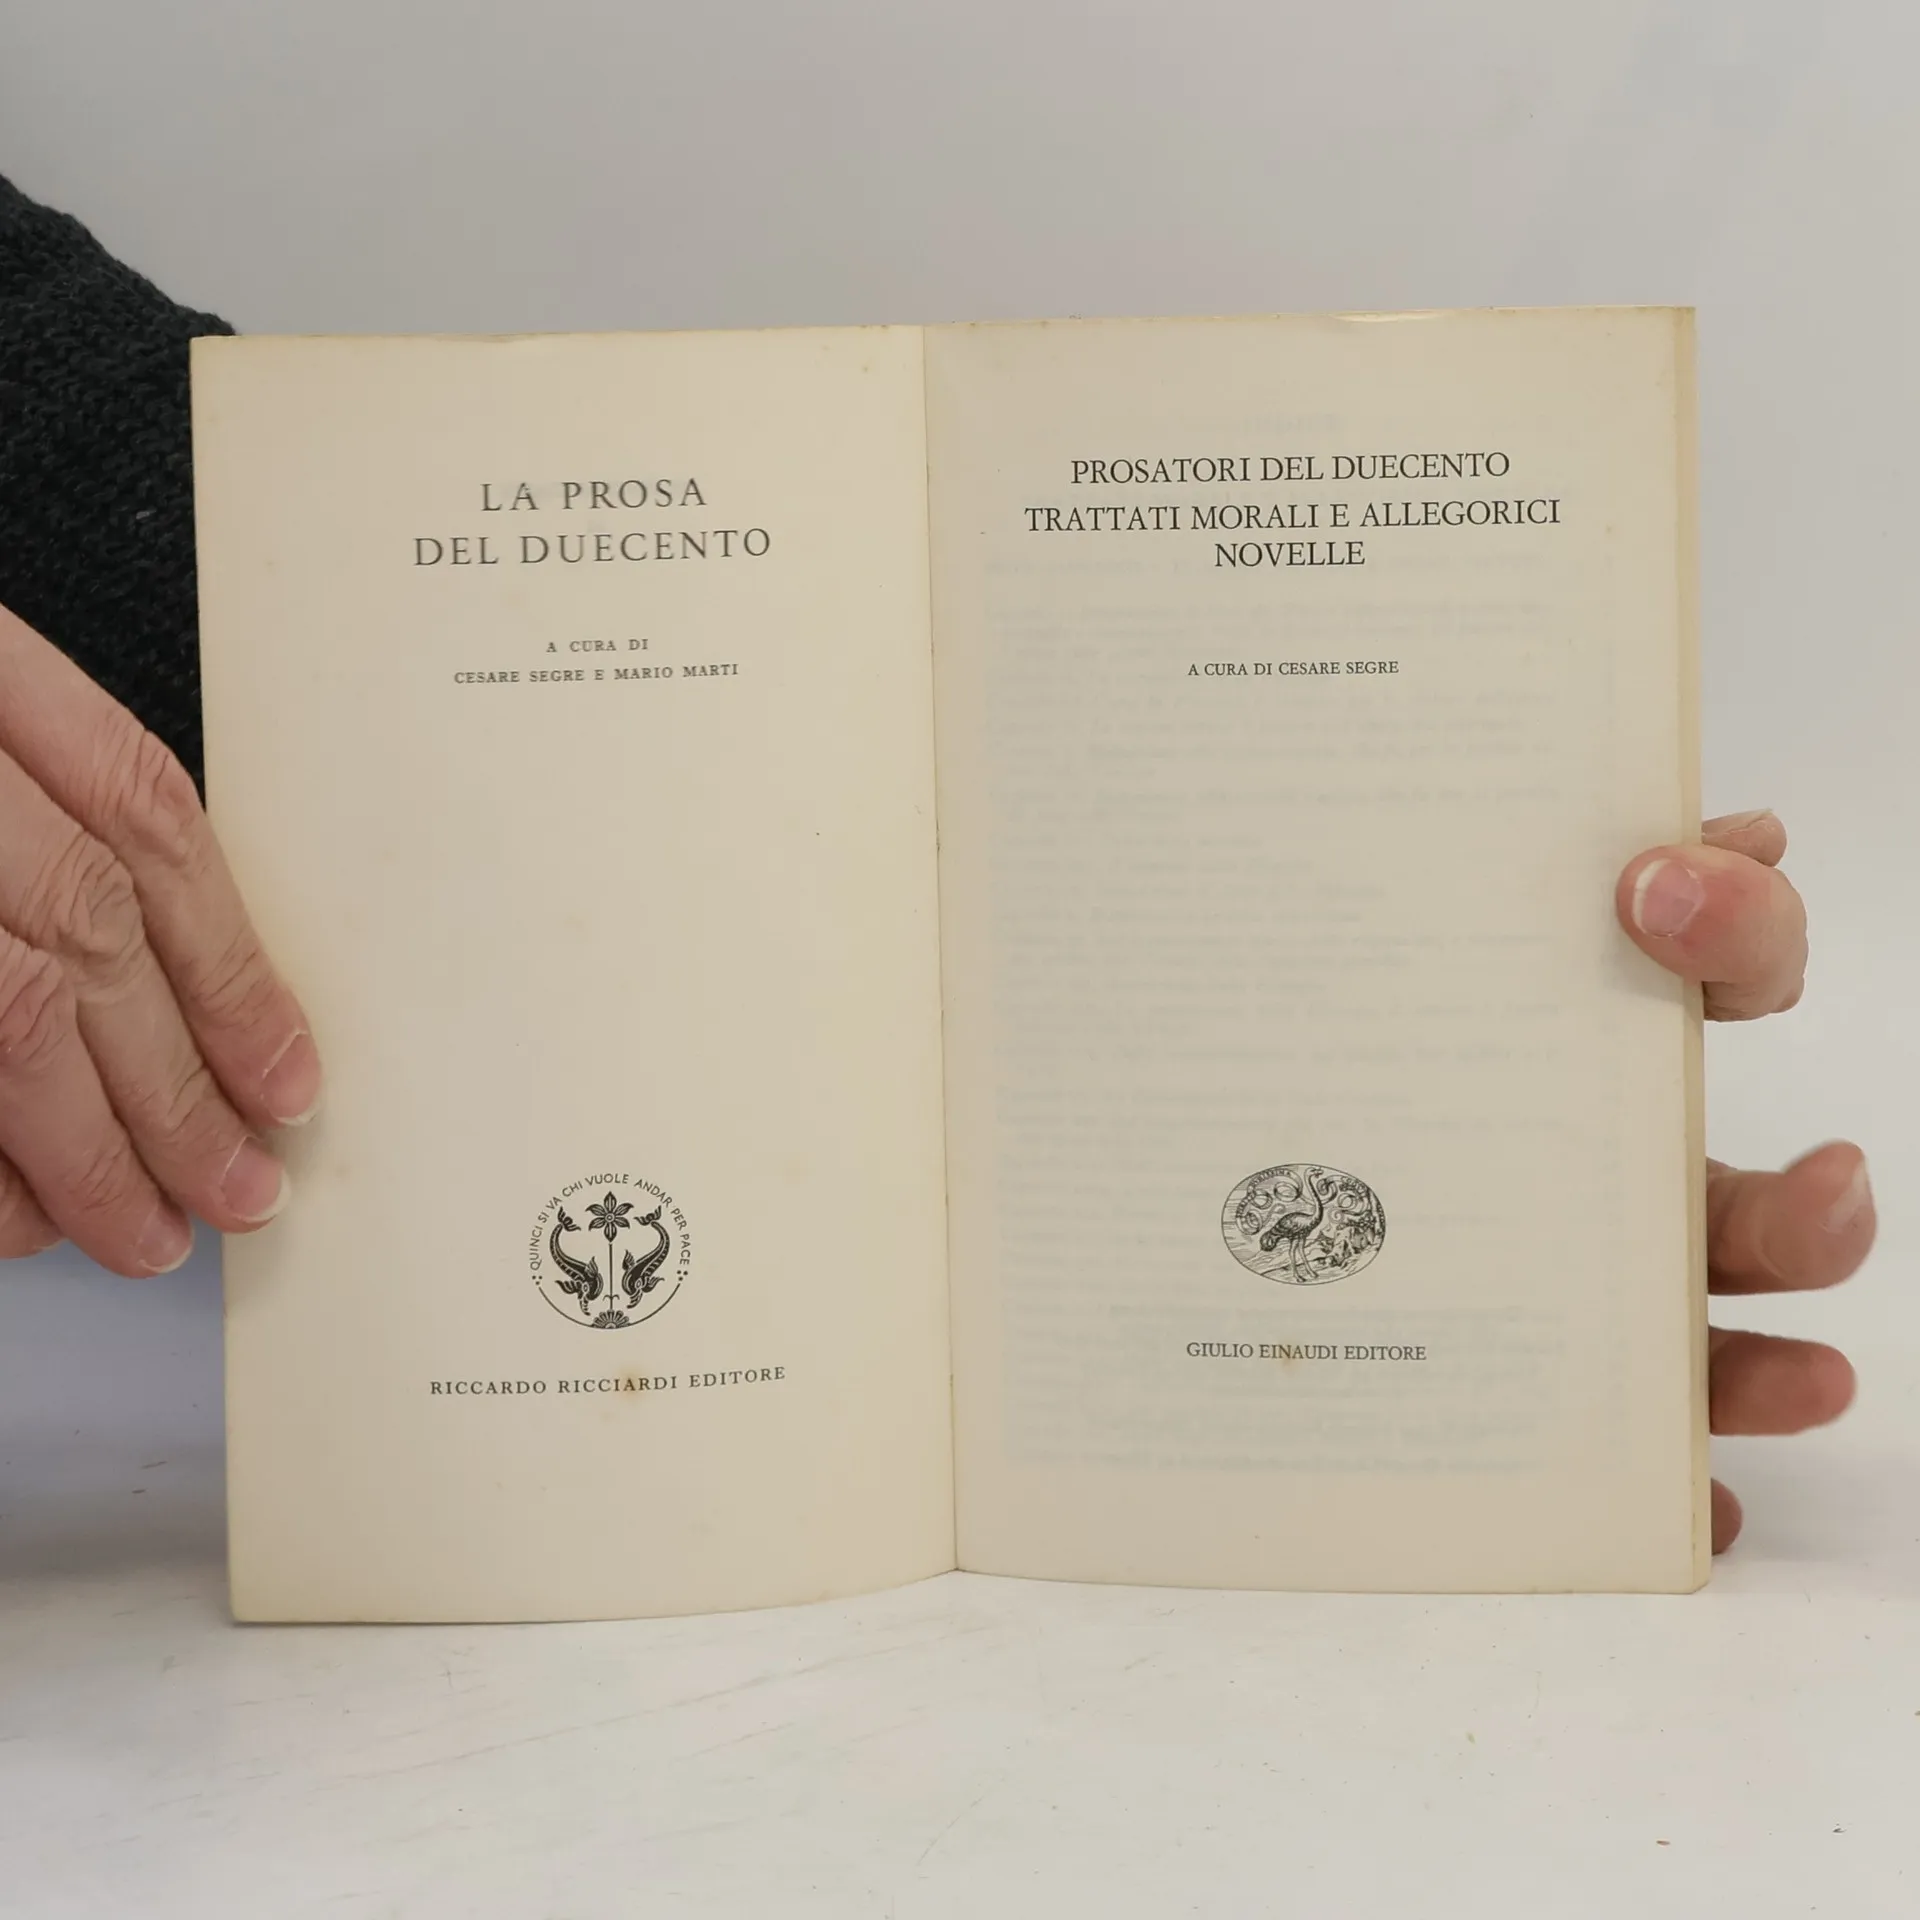 LA PROSA
DEL DUECENTO
A CURA DI
CESARE SEGRE E MARIO MARTI
QUINCI SI VA CHI VUOLE ANDAR PER PACE
RICCARDO RICCIARDI EDITORE
PROSATORI DEL DUECENTO
TRATTATI MORALI E ALLEGORICI
NOVELLE
A CURA DI CESARE SEGRE
GIULIO EINAUDI EDITORE